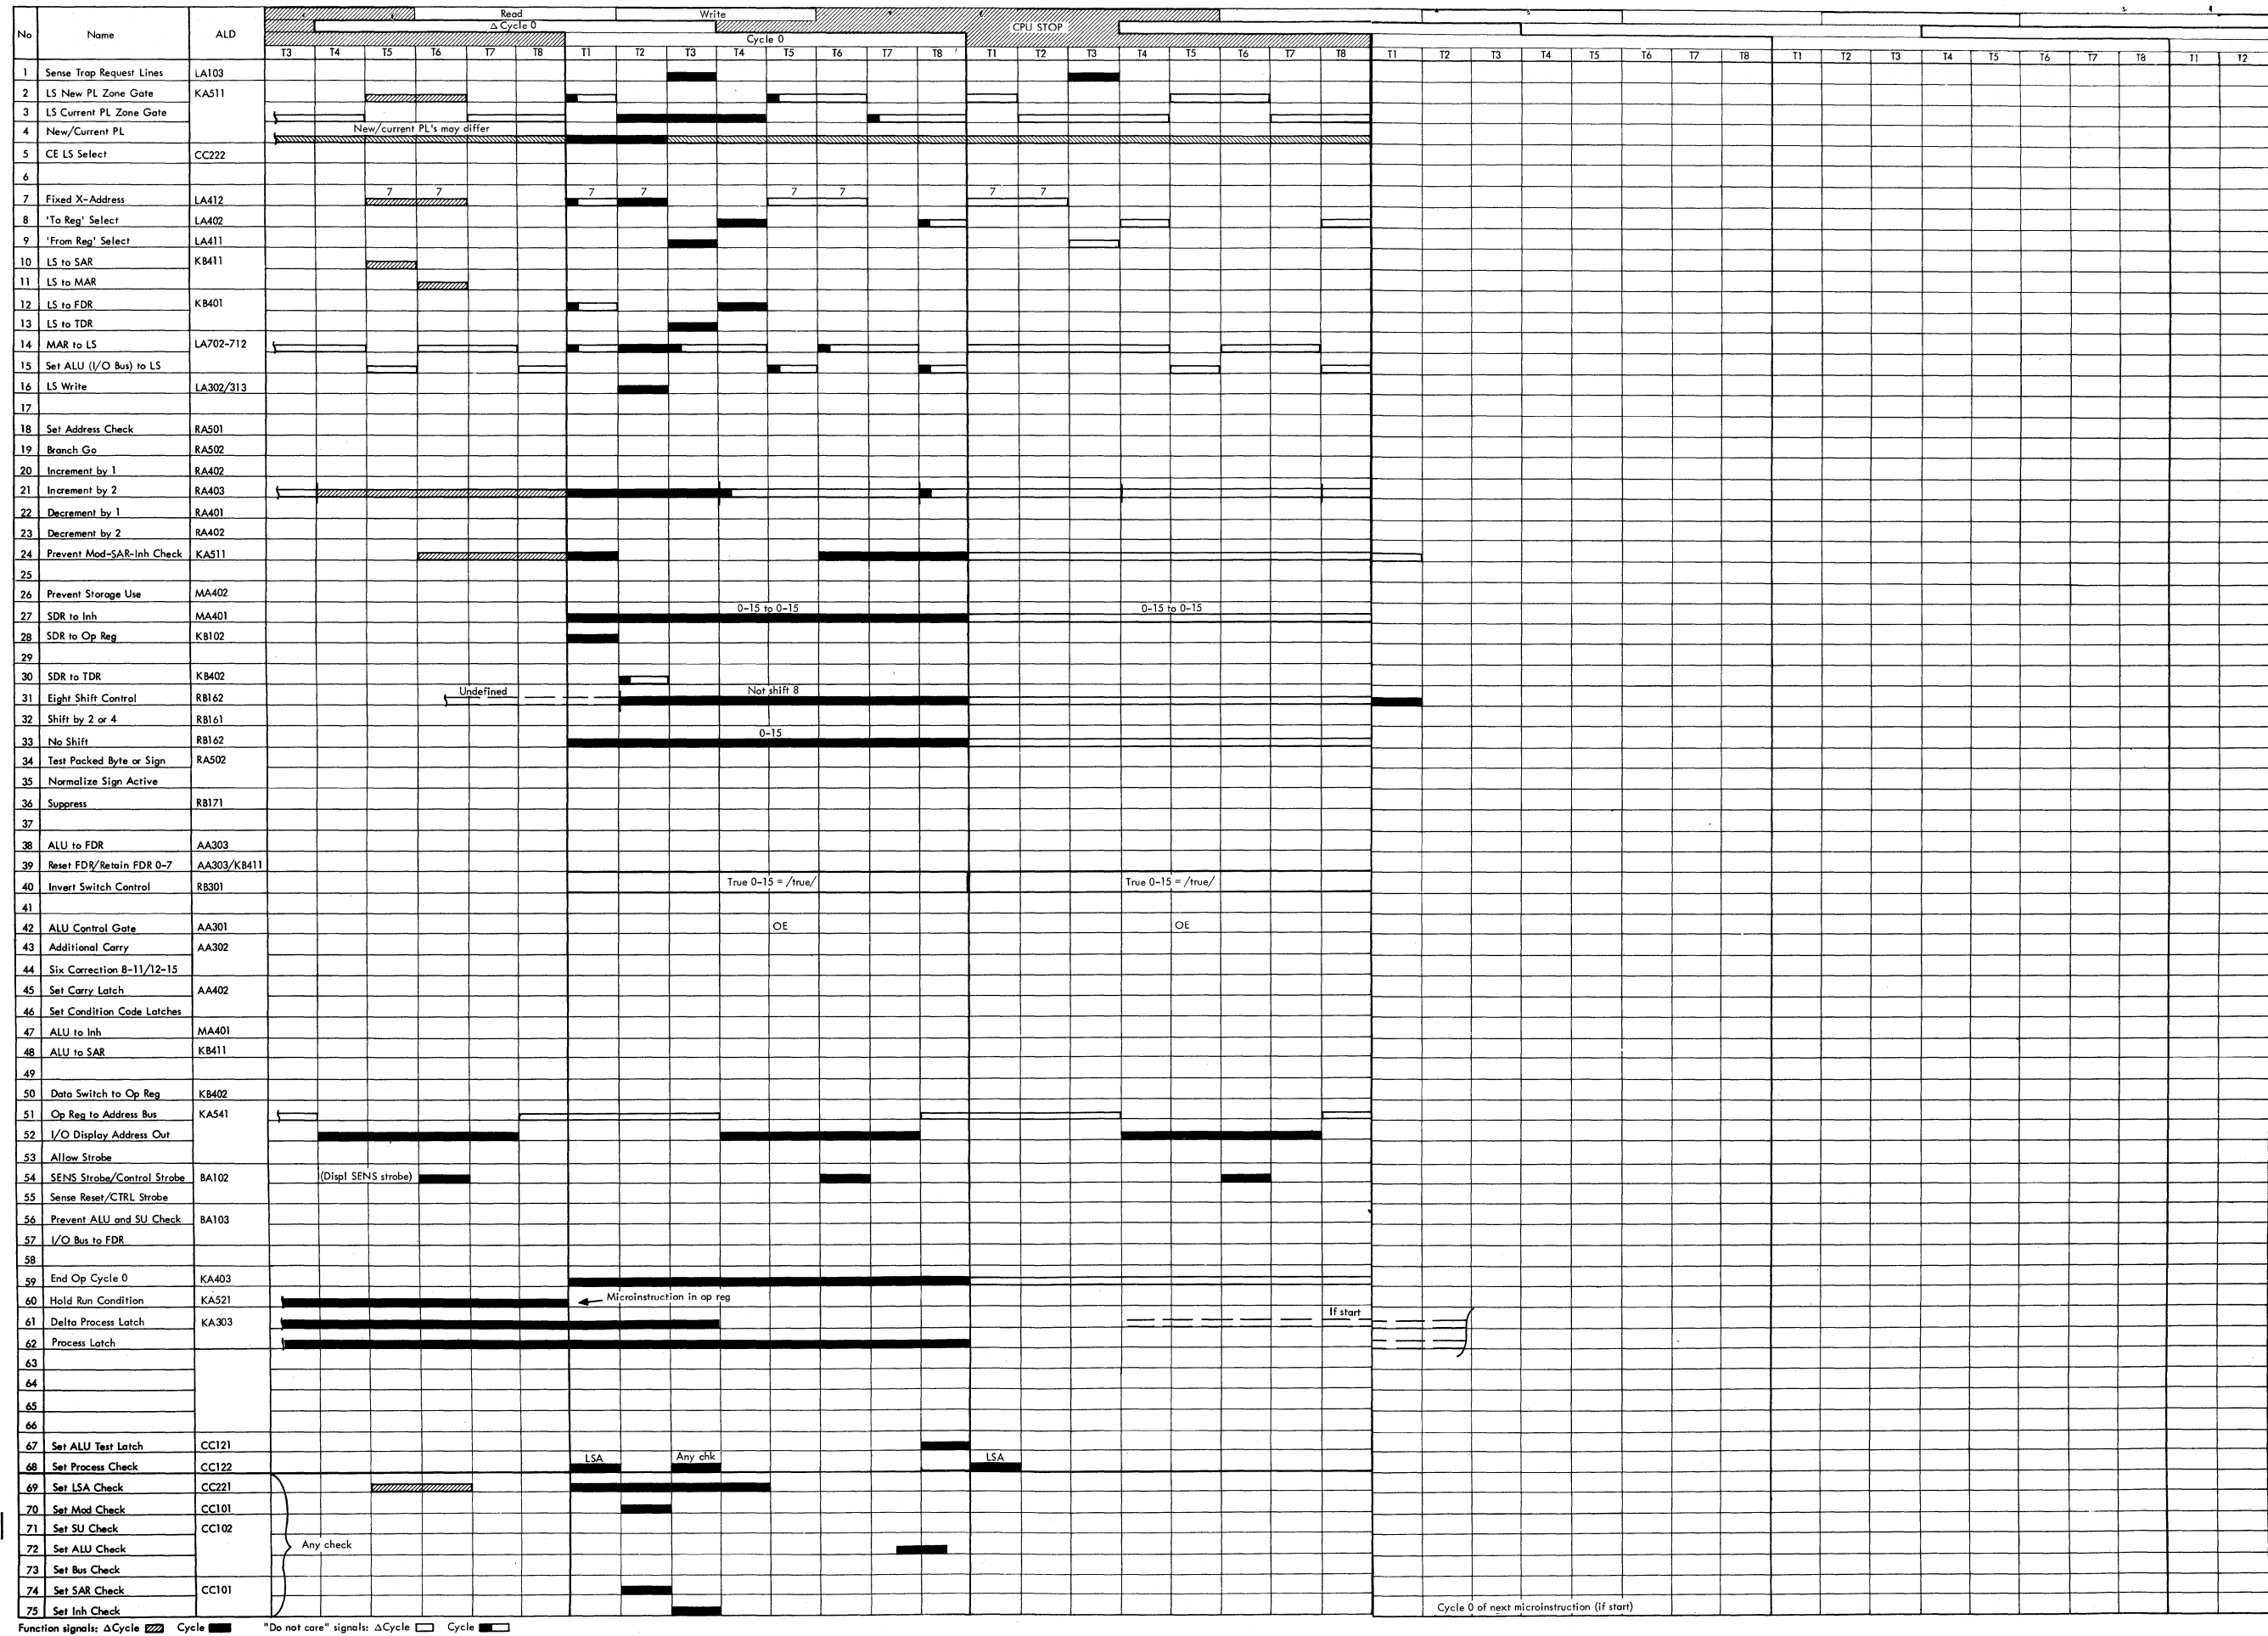 Read Write
Δ Cycle 0 CPU STOP
No Name ALD Cycle 0
T3 T4 T5 T6 T7 T8 T1 T2 T3 T4 T5 T6 T7 T8 T1 T2 T3 T4 T5 T6 T7 T8 T1 T2 T3 T4 T5 T6 T7 T8 T1 T2 T3 T4 T5 T6 T7 T8 T1 T2
1 Sense Trap Request Lines LA103
2 LS New PL Zone Gate KA511
3 LS Current PL Zone Gate
4 New/Current PL New/current PL's may differ
5 CE LS Select CC222
6
7 7 7 7 7 7 7 7
7 Fixed X-Address LA412
8 'To Reg' Select LA402
9 'From Reg' Select LA411
10 LS to SAR KB411
11 LS to MAR
12 LS to FDR KB401
13 LS to TDR
14 MAR to LS LA702-712
15 Set ALU (I/O Bus) to LS
16 LS Write LA302/313
17
18 Set Address Check RA501
19 Branch Go RA502
20 Increment by 1 RA402
21 Increment by 2 RA403
22 Decrement by 1 RA401
23 Decrement by 2 RA402
24 Prevent Mod-SAR-Inh Check KA511
25
26 Prevent Storage Use MA402
27 SDR to Inh MA401 0-15 to 0-15 0-15 to 0-15
28 SDR to Op Reg KB102
29
30 SDR to TDR KB402
31 Eight Shift Control RB162 Undefined Not shift 8
32 Shift by 2 or 4 RB161
33 No Shift RB162 0-15
34 Test Packed Byte or Sign RA502
35 Normalize Sign Active
36 Suppress RB171
37
38 ALU to FDR AA303
39 Reset FDR/Retain FDR 0-7 AA303/KB411
40 Invert Switch Control RB301 True 0-15 = /true/ True 0-15 = /true/
41
42 ALU Control Gate AA301 OE OE
43 Additional Carry AA302
44 Six Correction 8-11/12-15
45 Set Carry Latch AA402
46 Set Condition Code Latches
47 ALU to Inh MA401
48 ALU to SAR KB411
49
50 Data Switch to Op Reg KB402
51 Op Reg to Address Bus KA541
52 I/O Display Address Out
53 Allow Strobe
54 SENS Strobe/Control Strobe BA102 (Displ SENS strobe)
55 Sense Reset/CTRL Strobe
56 Prevent ALU and SU Check BA103
57 I/O Bus to FDR
58
59 End Op Cycle 0 KA403
60 Hold Run Condition KA521 Microinstruction in op reg
61 Delta Process Latch KA303 If start
62 Process Latch
63
64
65
66
67 Set ALU Test Latch CC121
68 Set Process Check CC122 LSA Any chk LSA
69 Set LSA Check CC221
70 Set Mod Check CC101
71 Set SU Check CC102
72 Set ALU Check Any check
73 Set Bus Check
74 Set SAR Check CC101
75 Set Inh Check Cycle 0 of next microinstruction (if start)
Function signals: ΔCycle Cycle "Do not care" signals: ΔCycle Cycle